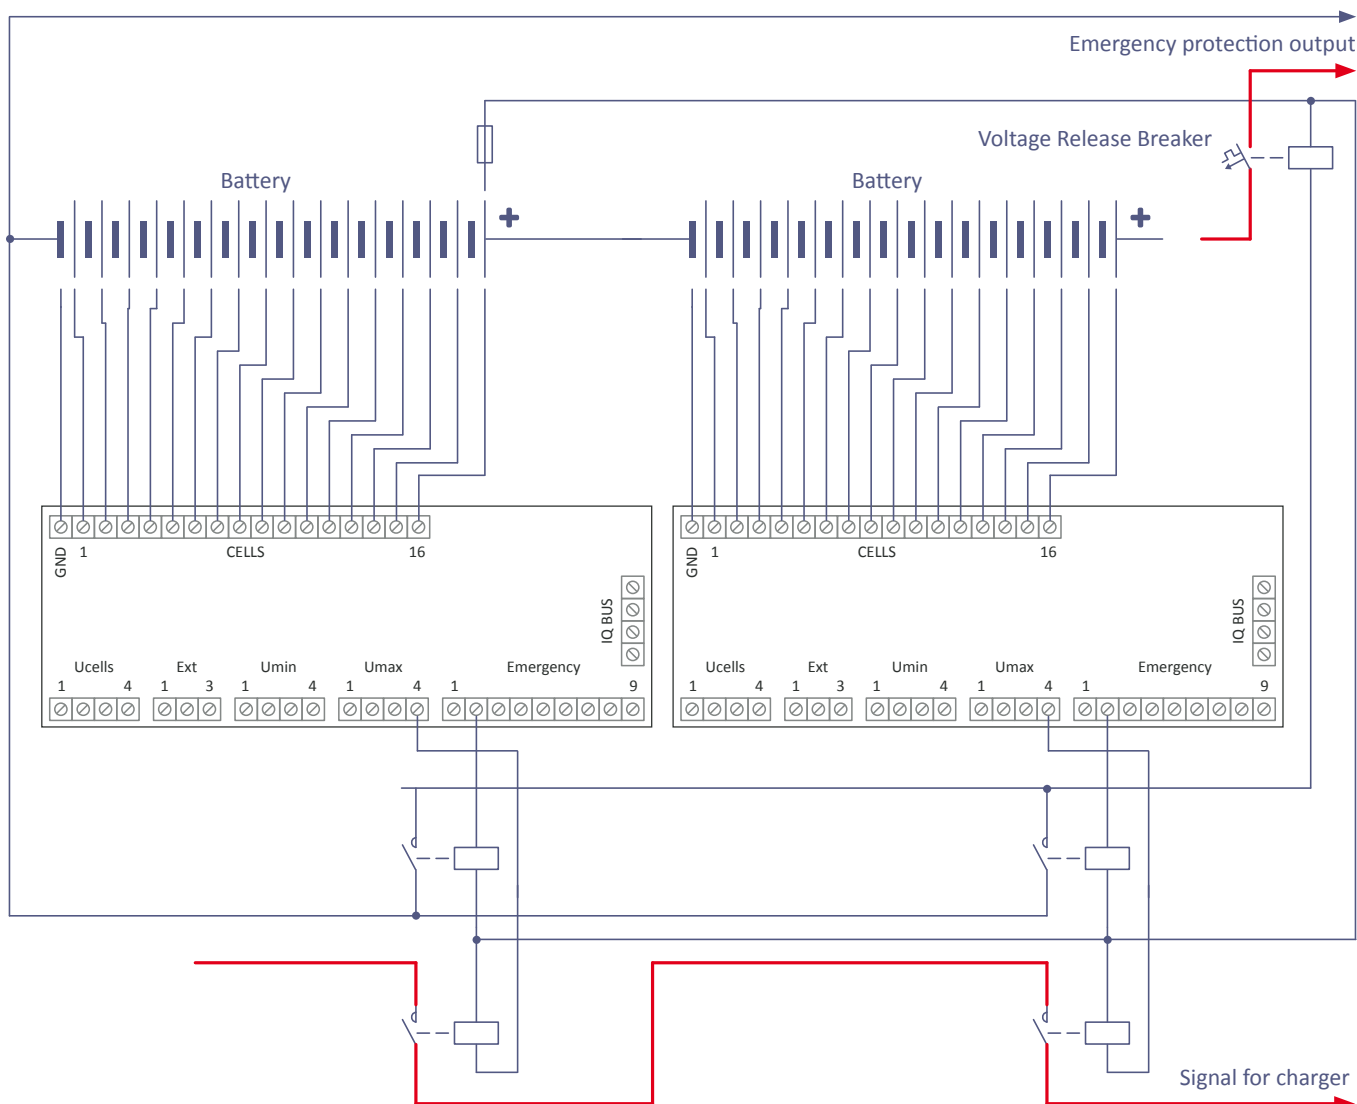 Emergency protection output
Voltage Release Breaker
Battery
Battery
+
+
GND 1 CELLS 16
GND 1 CELLS 16
IQ BUS
IQ BUS
Ucells Ext Umin Umax Emergency
1 4 1 3 1 4 1 4 1 9
Ucells Ext Umin Umax Emergency
1 4 1 3 1 4 1 4 1 9
Signal for charger